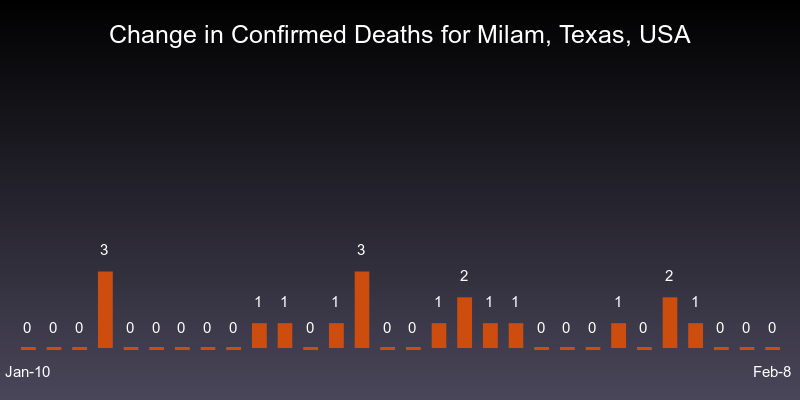 Change in Confirmed Deaths for Milam, Texas, USA
0 0 0 3 0 0 0 0 0 1 1 0 1 3 0 0 1 2 1 1 0 0 0 1 0 2 1 0 0 0
Jan-10 Feb-8